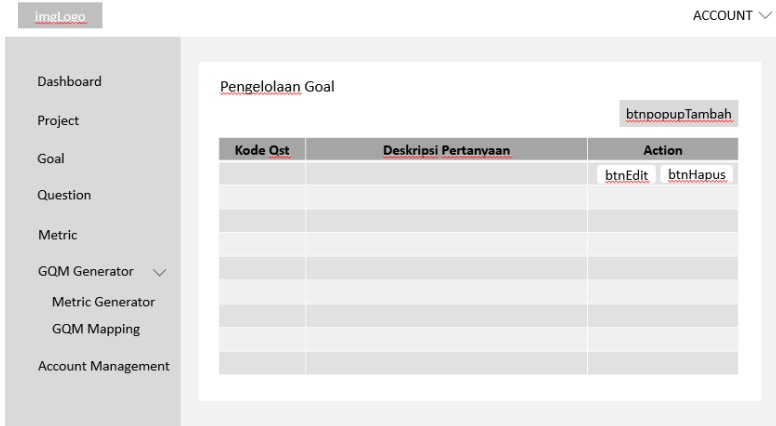 imgLogo
ACCOUNT
Dashboard
Project
Goal
Question
Metric
GQM Generator
Metric Generator
GQM Mapping
Account Management
Pengelolaan Goal
btnpopupTambah
Kode Qst Deskripsi Pertanyaan Action
btnEdit btnHapus